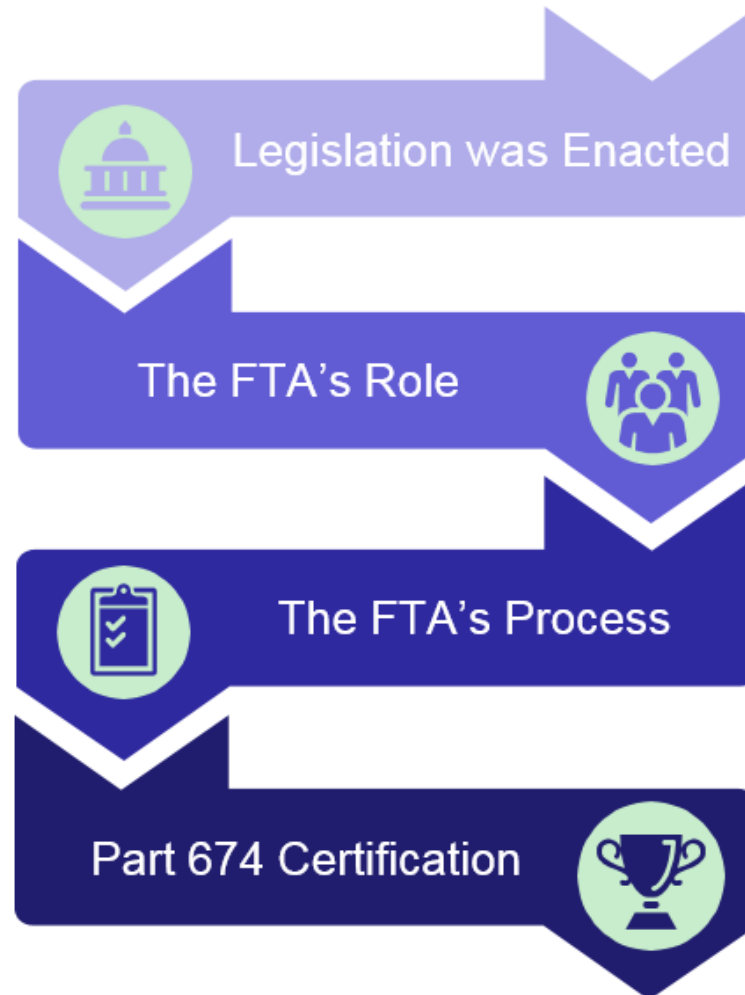 Legislation was Enacted
The FTA’s Role
The FTA’s Process
Part 674 Certification